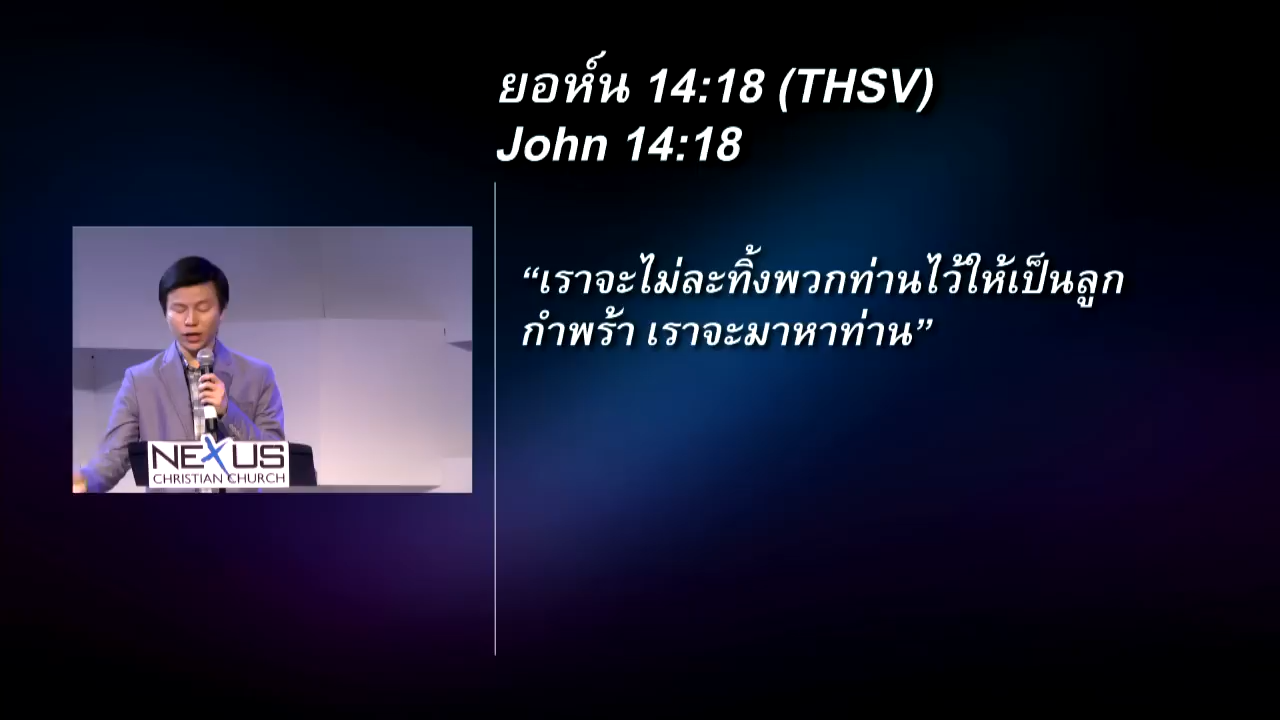 ยอห์น 14:18 (THSV)
John 14:18
“เราจะไม่ละทิ้งพวกท่านไว้ให้เป็นลูก
กำพร้า เราจะมาหาท่าน”
NEXUS
CHRISTIAN CHURCH